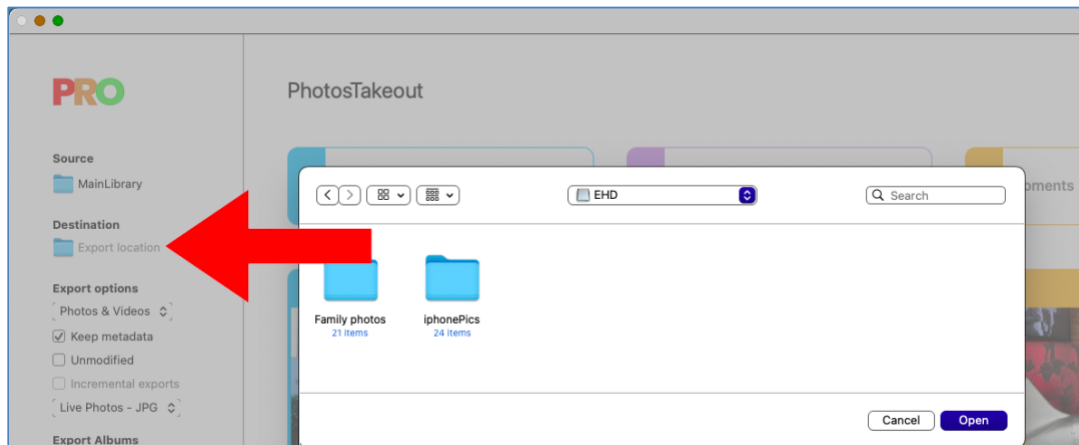 PRO
PhotosTakeout
Source
MainLibrary
Destination
Export location
Export options
Photos & Videos
Keep metadata
Unmodified
Incremental exports
Live Photos - JPG
Export Albums
EHD
Search
oments
Family photos
21 items
iphonePics
24 items
Cancel
Open